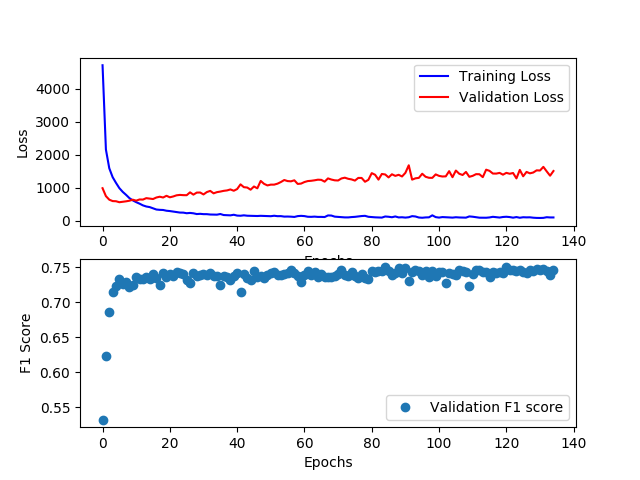 Training Loss
Validation Loss
Loss
4000
3000
2000
1000
0
0 20 40 60 80 100 120 140
Epochs
0.75
0.70
0.65
0.60
0.55
F1 Score
Validation F1 score
0 20 40 60 80 100 120 140
Epochs